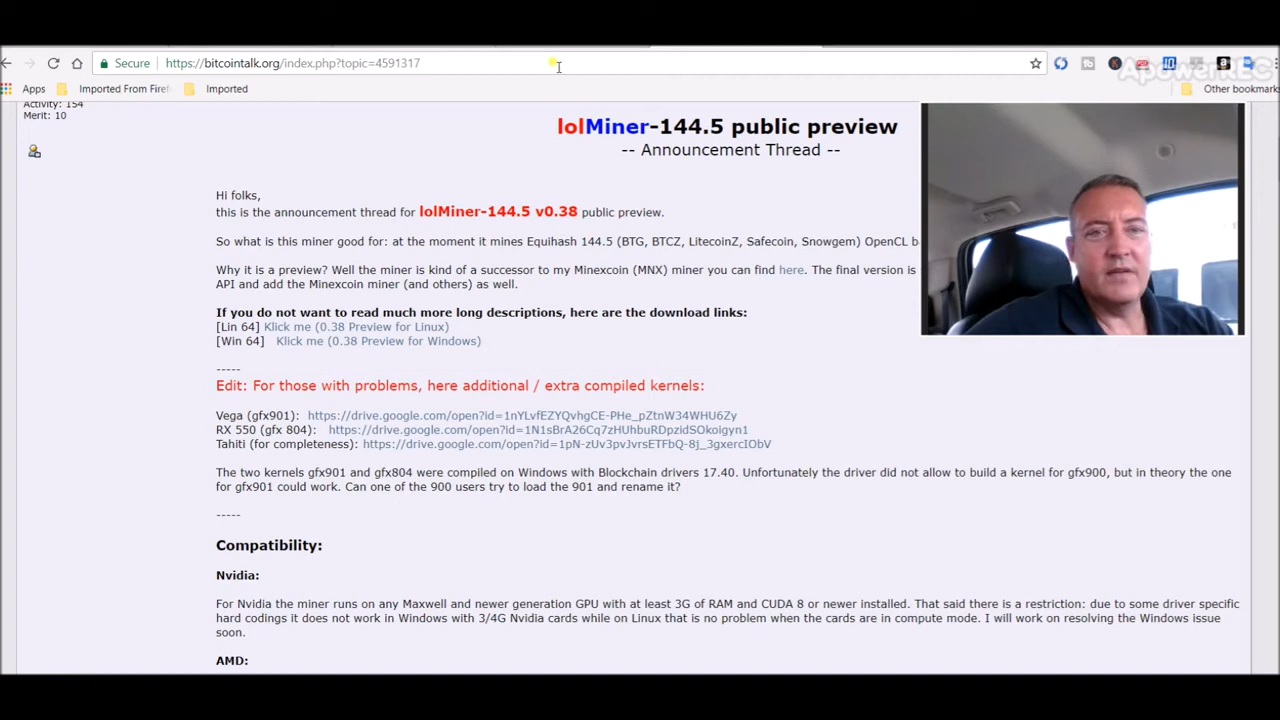 Secure https://bitcointalk.org/index.php?topic=4591317
ApowerREC
Apps Imported From Firef Imported Other bookmarks
Activity: 154
Merit: 10
lolMiner-144.5 public preview
-- Announcement Thread --
Hi folks,
this is the announcement thread for lolMiner-144.5 v0.38 public preview.
So what is this miner good for: at the moment it mines Equihash 144.5 (BTG, BTCZ, LitecoinZ, Safecoin, Snowgem) OpenCL
Why it is a preview? Well the miner is kind of a successor to my Minexcoin (MNX) miner you can find here. The final version is
API and add the Minexcoin miner (and others) as well.
If you do not want to read much more long descriptions, here are the download links:
[Lin 64] Klick me (0.38 Preview for Linux)
[Win 64] Klick me (0.38 Preview for Windows)
-----
Edit: For those with problems, here additional / extra compiled kernels:
Vega (gfx901): https://drive.google.com/open?id=1nYLvfEZYQvhgCE-PHe_pZtnW34WHU6Zy
RX 550 (gfx 804): https://drive.google.com/open?id=1N1sBrA26Cq7zHUhbuRDpzidSOkoigyn1
Tahiti (for completeness): https://drive.google.com/open?id=1pN-zUv3pvJvrsETFbQ-8j_3gxercIObV
The two kernels gfx901 and gfx804 were compiled on Windows with Blockchain drivers 17.40. Unfortunately the driver did not allow to build a kernel for gfx900, but in theory the one
for gfx901 could work. Can one of the 900 users try to load the 901 and rename it?
-----
Compatibility:
Nvidia:
For Nvidia the miner runs on any Maxwell and newer generation GPU with at least 3G of RAM and CUDA 8 or newer installed. That said there is a restriction: due to some driver specific
hard codings it does not work in Windows with 3/4G Nvidia cards while on Linux that is no problem when the cards are in compute mode. I will work on resolving the Windows issue
soon.
AMD: